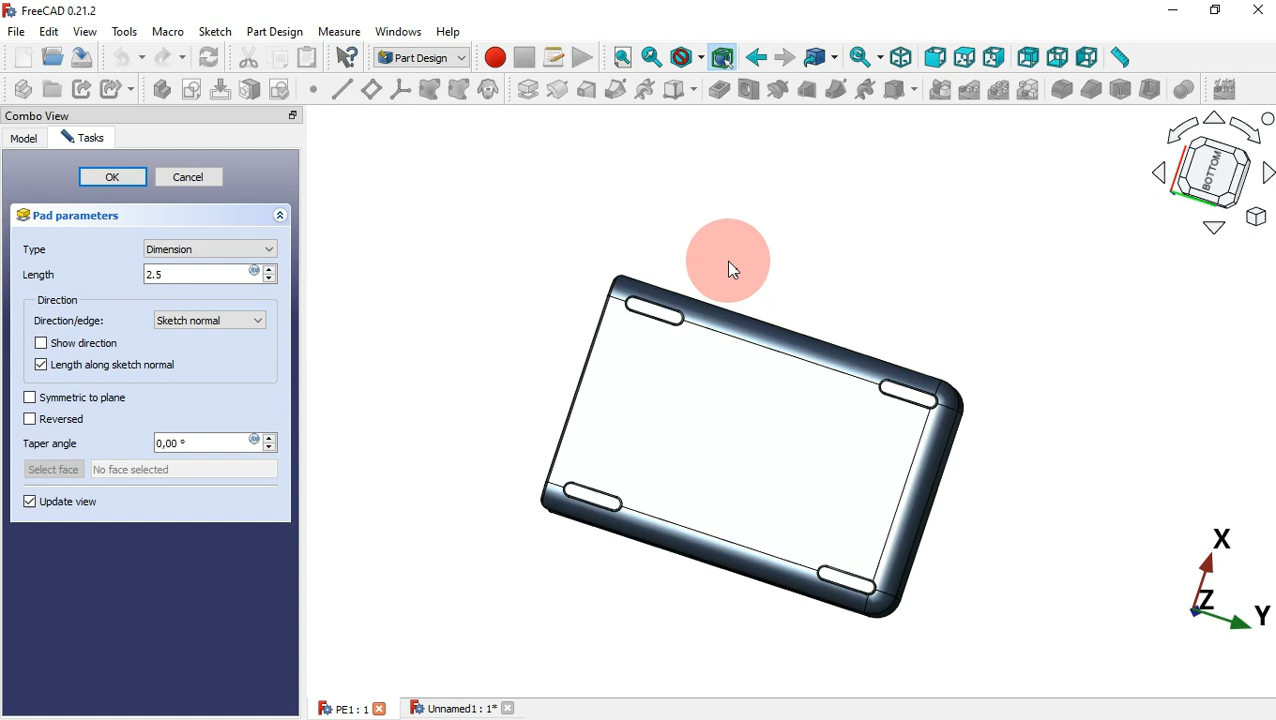 FreeCAD 0.21.2
File Edit View Tools Macro Sketch Part Design Measure Windows Help
Part Design
Combo View
Model Tasks
OK Cancel
Pad parameters
Type Dimension
Length 2.5
Direction
Direction/edge: Sketch normal
Show direction
Length along sketch normal
Symmetric to plane
Reversed
Taper angle 0,00 °
Select face No face selected
Update view
BOTTOM
X
Z
Y
PE1 : 1 Unnamed1 : 1*